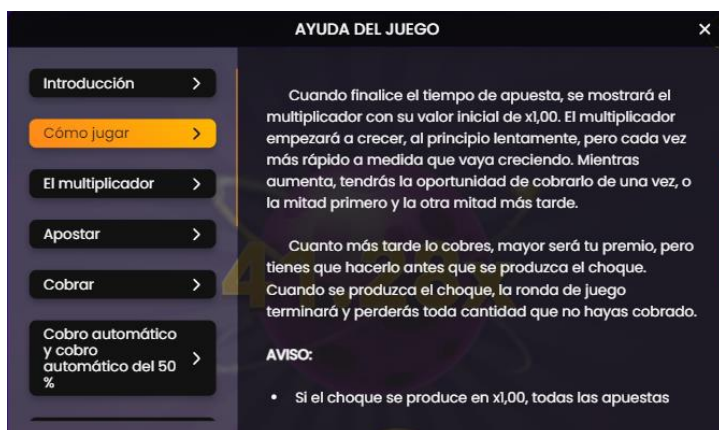 AYUDA DEL JUEGO
Introducción
Cómo jugar
El multiplicador
Apostar
Cobrar
Cobro automático
y cobro
automático del 50
%
Cuando finalice el tiempo de apuesta, se mostrará el
multiplicador con su valor inicial de x1,00. El multiplicador
empezará a crecer, al principio lentamente, pero cada vez
más rápido a medida que vaya creciendo. Mientras
aumenta, tendrás la oportunidad de cobrarlo de una vez, o
la mitad primero y la otra mitad más tarde.
Cuanto más tarde lo cobres, mayor será tu premio, pero
tienes que hacerlo antes que se produzca el choque.
Cuando se produzca el choque, la ronda de juego
terminará y perderás toda cantidad que no hayas cobrado.
AVISO:
• Si el choque se produce en x1,00, todas las apuestas